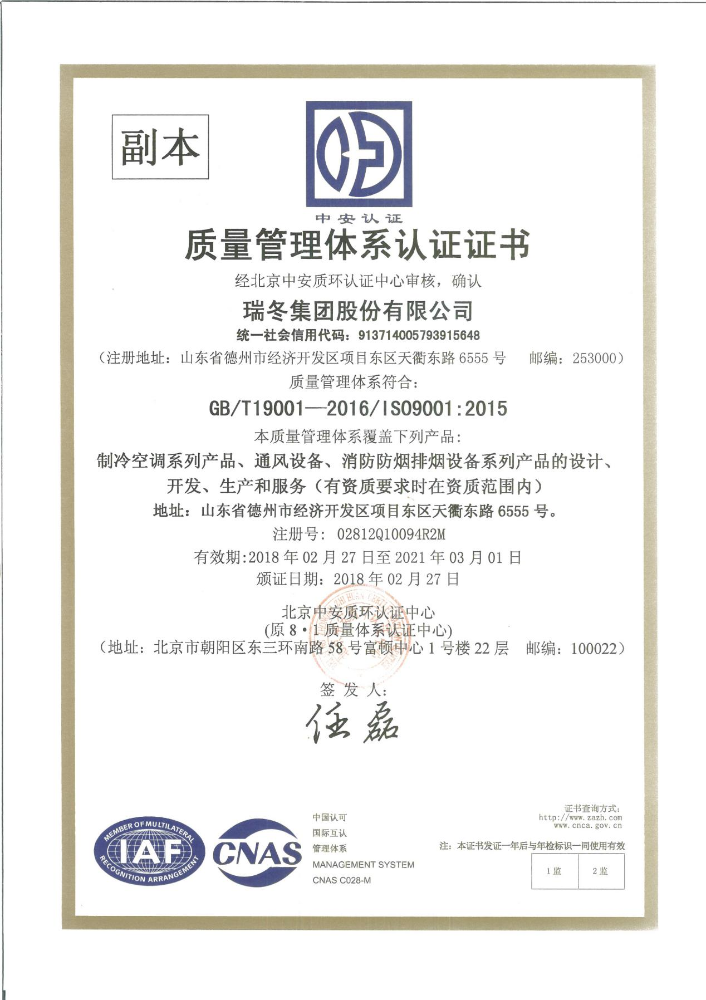 副本
中安认证
质量管理体系认证证书
经北京中安质环认证中心审核，确认
瑞冬集团股份有限公司
统一社会信用代码：913714005793915648
（注册地址：山东省德州市经济开发区项目东区天衢东路 6555 号 邮编：253000）
质量管理体系符合：
GB/T19001—2016/ISO9001:2015
本质量管理体系覆盖下列产品：
制冷空调系列产品、通风设备、消防防烟排烟设备系列产品的设计、
开发、生产和服务（有资质要求时在资质范围内）
地址：山东省德州市经济开发区项目东区天衢东路 6555 号。
注册号： 02812Q10094R2M
有效期:2018 年 02 月 27 日至 2021 年 03 月 01 日
颁证日期：2018 年 02 月 27 日
北京中安质环认证中心
(原 8·1 质量体系认证中心)
（地址：北京市朝阳区东三环南路 58 号富顿中心 1 号楼 22 层 邮编：100022）
签 发 人：
任磊
MEMBER OF MULTILATERAL
IAF
RECOGNITION ARRANGEMENT
CNAS
中国认可
国际互认
管理体系
MANAGEMENT SYSTEM
CNAS C028-M
证书查询方式：
http://www.zazh.com
www.cnca.gov.cn
注：本证书发证一年后与年检标识一同使用有效
1 监 2 监